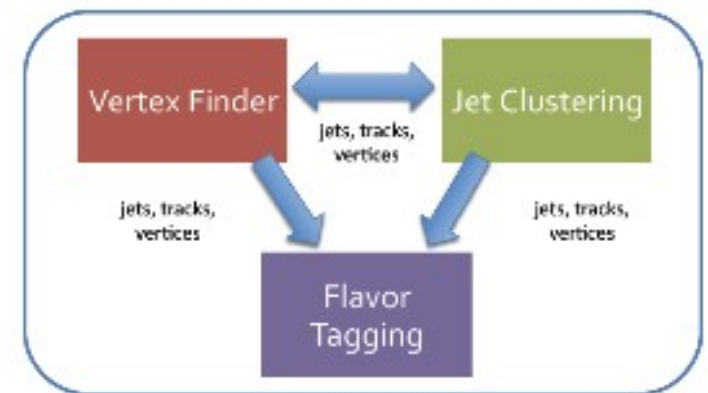 Vertex Finder
Jet Clustering
jets, tracks,
vertices
jets, tracks,
vertices
jets, tracks,
vertices
Flavor
Tagging